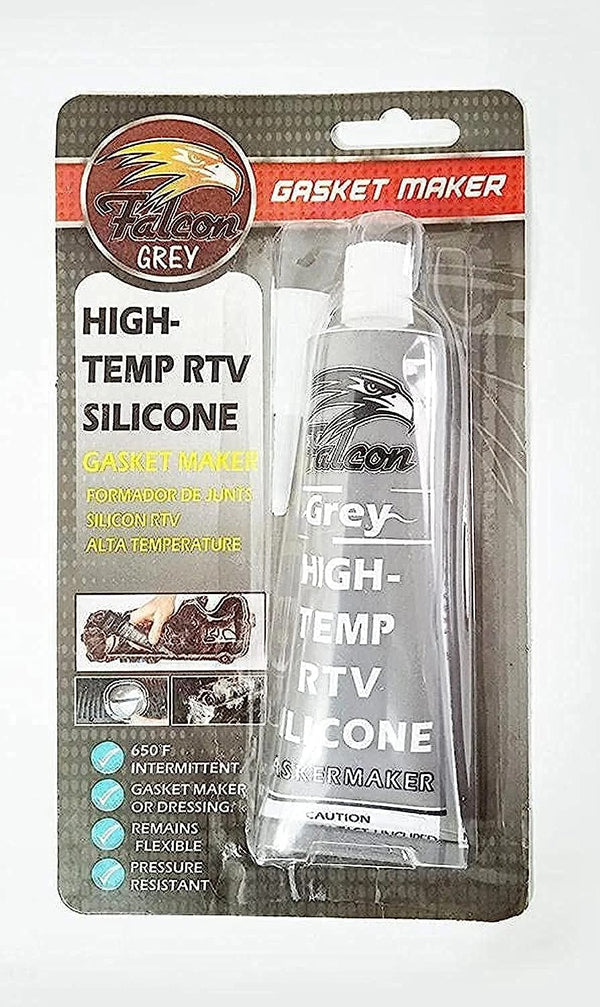 GASKET MAKER
Falcon
GREY
HIGH-
TEMP RTV
SILICONE
GASKET MAKER
FORMADOR DE JUNTS
SILICON RTV
ALTA TEMPERATURE
650°F
INTERMITTENT
GASKET MAKER
OR DRESSING
REMAINS
FLEXIBLE
PRESSURE
RESISTANT
Falcon
Grey
HIGH-
TEMP
RTV
SILICONE
ASKERMAKER
CAUTION